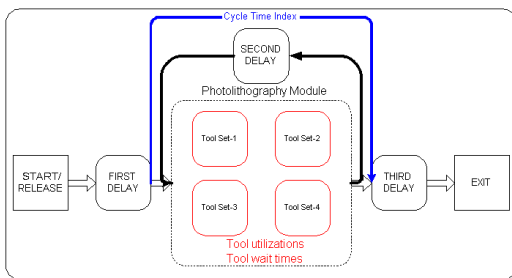 Cycle Time Index
SECOND
DELAY
Photolithography Module
Tool Set-1
Tool Set-2
START/
RELEASE
FIRST
DELAY
THIRD
DELAY
EXIT
Tool Set-3
Tool Set-4
Tool utilizations
Tool wait times